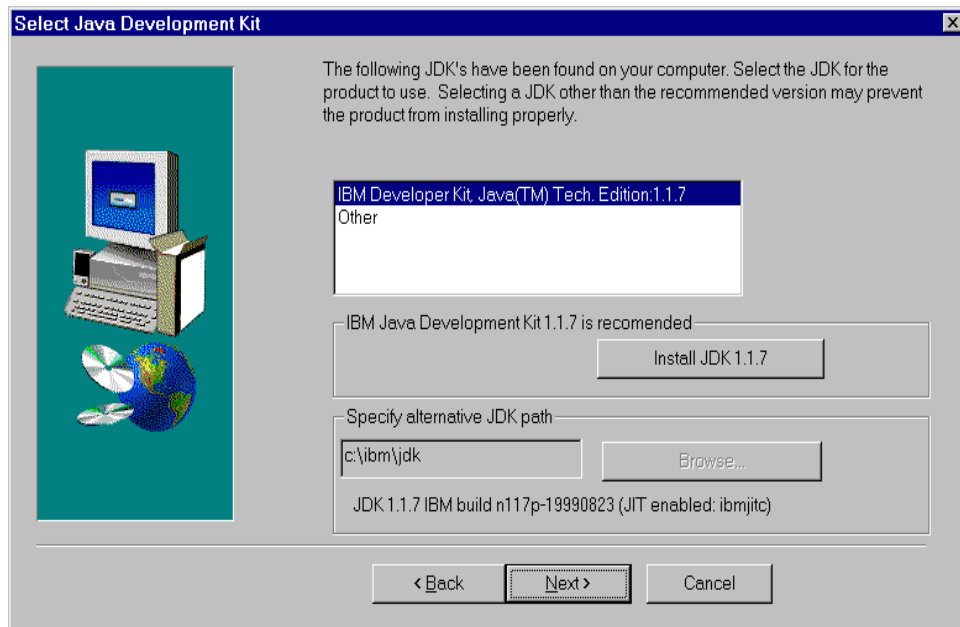 Select Java Development Kit
The following JDK's have been found on your computer. Select the JDK for the
product to use. Selecting a JDK other than the recommended version may prevent
the product from installing properly.
IBM Developer Kit, Java(TM) Tech. Edition:1.1.7
Other
IBM Java Development Kit 1.1.7 is recomended
Install JDK 1.1.7
Specify alternative JDK path
c:\ibm\jdk
Browse...
JDK 1.1.7 IBM build n117p-19990823 (JIT enabled: ibmjitc)
< Back
Next >
Cancel